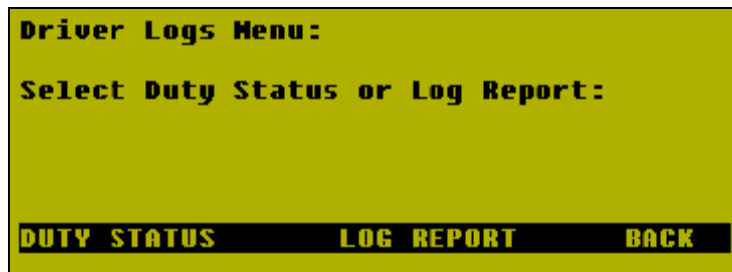 Driver Logs Menu:
Select Duty Status or Log Report:
DUTY STATUS LOG REPORT BACK